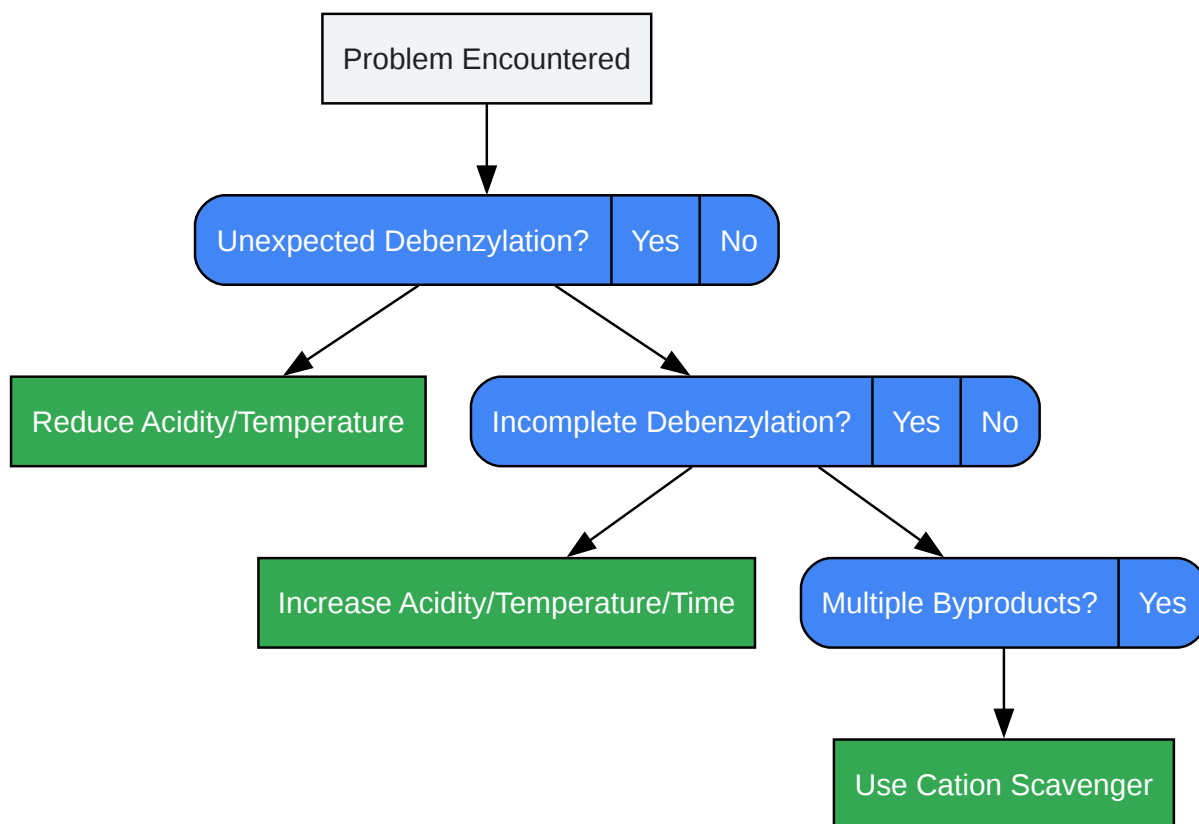 Problem Encountered
Unexpected Debenzylation? Yes No
Reduce Acidity/Temperature
Incomplete Debenzylation? Yes No
Increase Acidity/Temperature/Time
Multiple Byproducts? Yes
Use Cation Scavenger